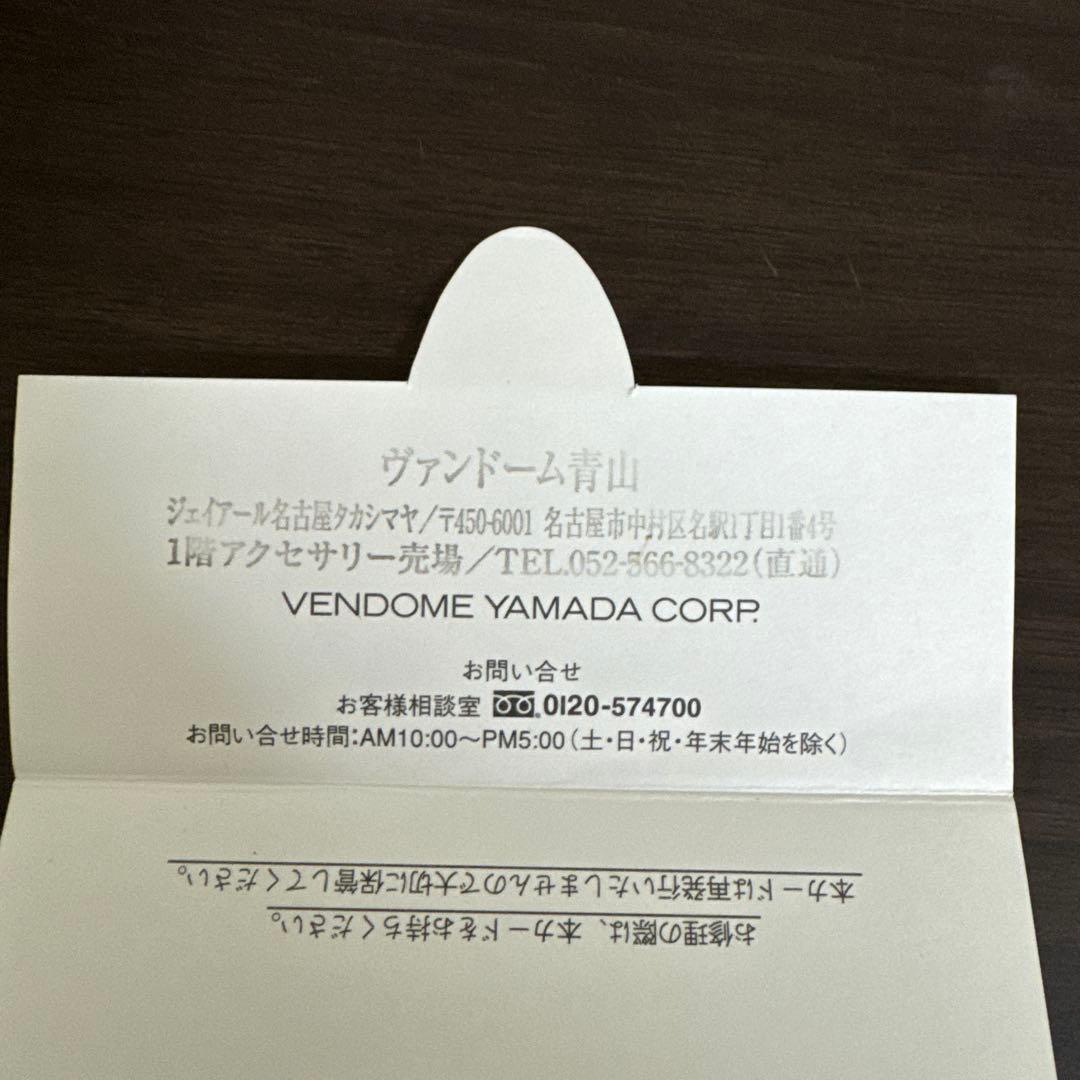 ヴァンドーム青山
ジェイアール名古屋タカシマヤ/〒450-6001 名古屋市中村区名駅1丁目1番4号
1階アクセサリー売場/TEL.052-566-8322(直通)
VENDOME YAMADA CORP.
お問い合せ
お客様相談室 0120-574700
お問い合せ時間:AM10:00〜PM5:00(土・日・祝・年末年始を除く)
お修理の際は、本カードをお持ちください。
本カードは再発行いたしませんので大切に保管してください。